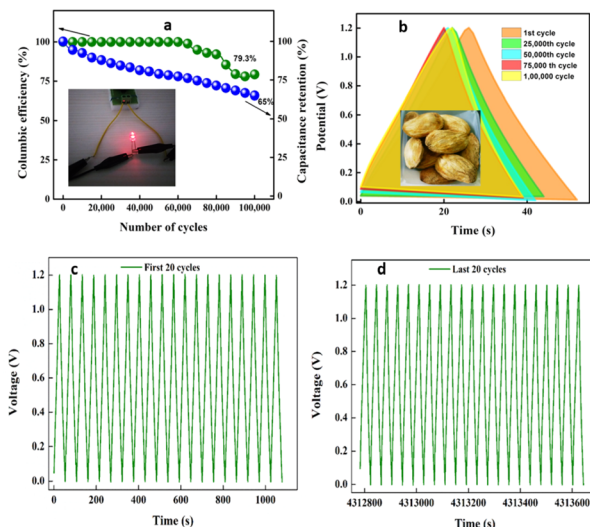 a
Columbic efficiency (%)
100
75
50
25
0
79.3%
65%
100
75
50
25
0
Capacitance retention (%)
0
20,000
40,000
60,000
80,000
100,000
Number of cycles
b
Potential (V)
1.2
1.0
0.8
0.6
0.4
0.2
0.0
1st cycle
25,000th cycle
50,000th cycle
75,000 th cycle
1,00,000 cycle
0
20
40
Time (s)
c
First 20 cycles
Voltage (V)
1.2
1.0
0.8
0.6
0.4
0.2
0.0
0
200
400
600
800
1000
Time (s)
d
Last 20 cycles
Voltage (V)
1.2
1.0
0.8
0.6
0.4
0.2
0.0
4312800
4313000
4313200
4313400
4313600
Time (s)